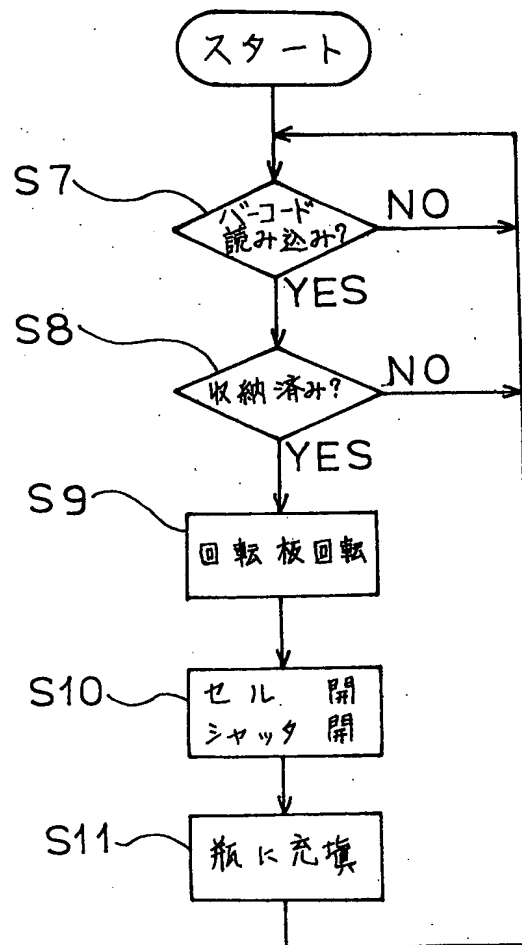 スタート
S7
バーコード
読み込み?
NO
YES
S8
収納済み?
NO
YES
S9
回転板回転
S10
セル 開
シャッタ 開
S11
瓶に充填